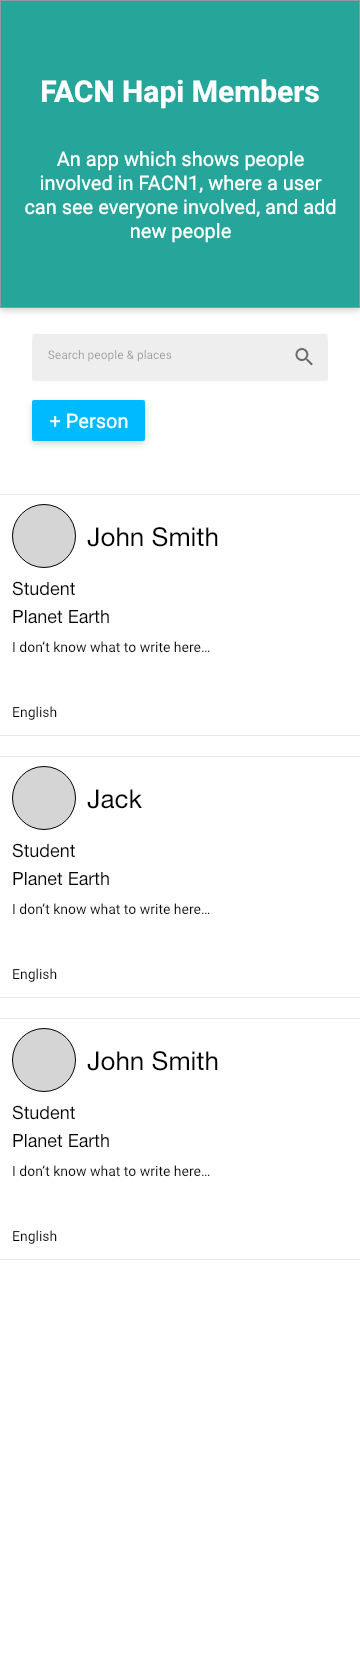 FACN Hapi Members
An app which shows people
involved in FACN1, where a user
can see everyone involved, and add
new people
Search people & places
+ Person
John Smith
Student
Planet Earth
I don't know what to write here...
English
Jack
Student
Planet Earth
I don't know what to write here...
English
John Smith
Student
Planet Earth
I don't know what to write here...
English